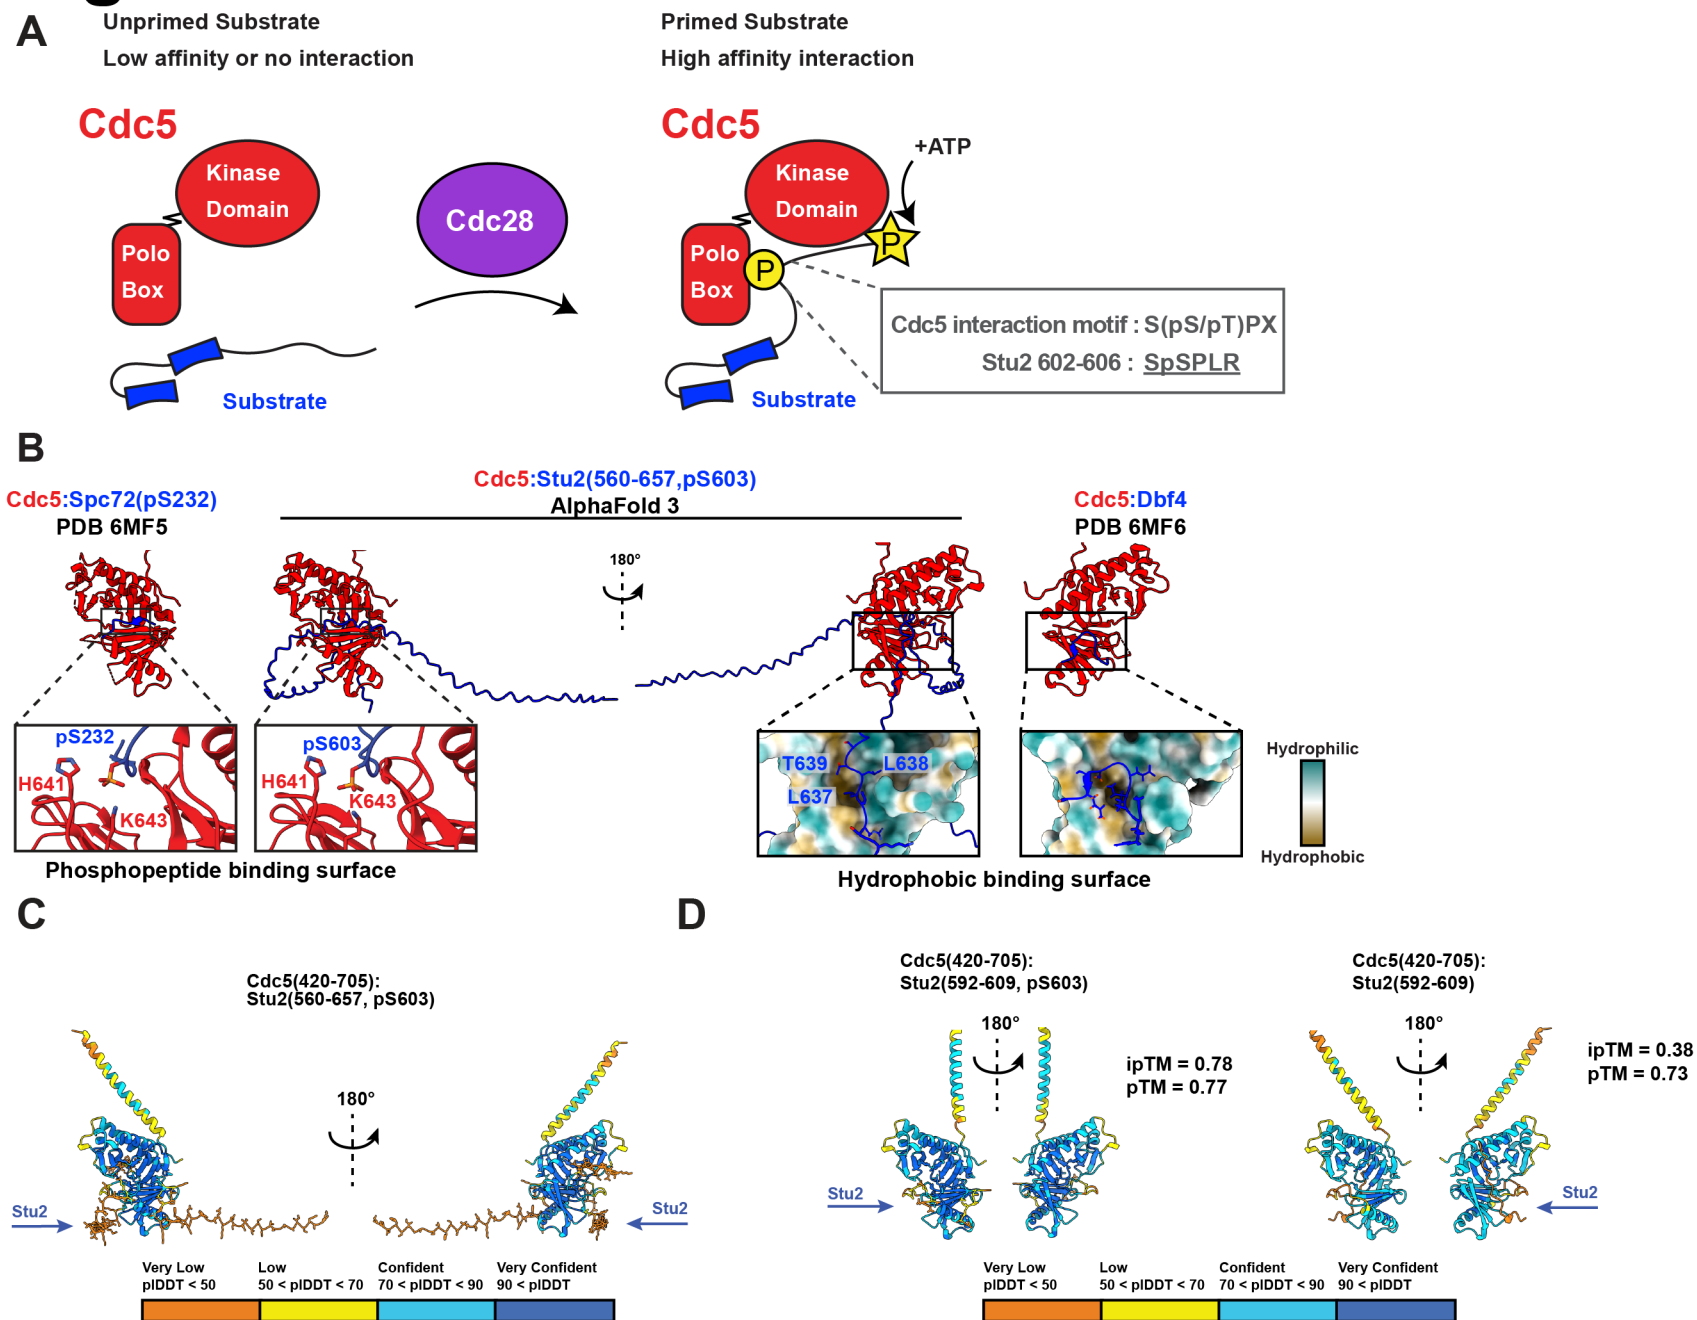 A
Unprimed Substrate
Low affinity or no interaction
Primed Substrate
High affinity interaction
Cdc5
Kinase
Domain
Polo
Box
Cdc28
Substrate
Cdc5
+ATP
Kinase
Domain
Polo
Box
P
P
Cdc5 interaction motif : S(pS/pT)PX
Stu2 602-606 : SpSPLR
Substrate
B
Cdc5:Spc72(pS232)
PDB 6MF5
Cdc5:Stu2(560-657,pS603)
AlphaFold 3
Cdc5:Dbf4
PDB 6MF6
180°
pS232
H641
K643
pS603
H641
K643
T639
L638
L637
Hydrophilic
Hydrophobic
Phosphopeptide binding surface
Hydrophobic binding surface
C
Cdc5(420-705):
Stu2(560-657, pS603)
180°
Stu2
Stu2
Very Low
plDDT < 50
Low
50 < plDDT < 70
Confident
70 < plDDT < 90
Very Confident
90 < plDDT
D
Cdc5(420-705):
Stu2(592-609, pS603)
180°
ipTM = 0.78
pTM = 0.77
Cdc5(420-705):
Stu2(592-609)
180°
ipTM = 0.38
pTM = 0.73
Stu2
Stu2
Very Low
plDDT < 50
Low
50 < plDDT < 70
Confident
70 < plDDT < 90
Very Confident
90 < plDDT